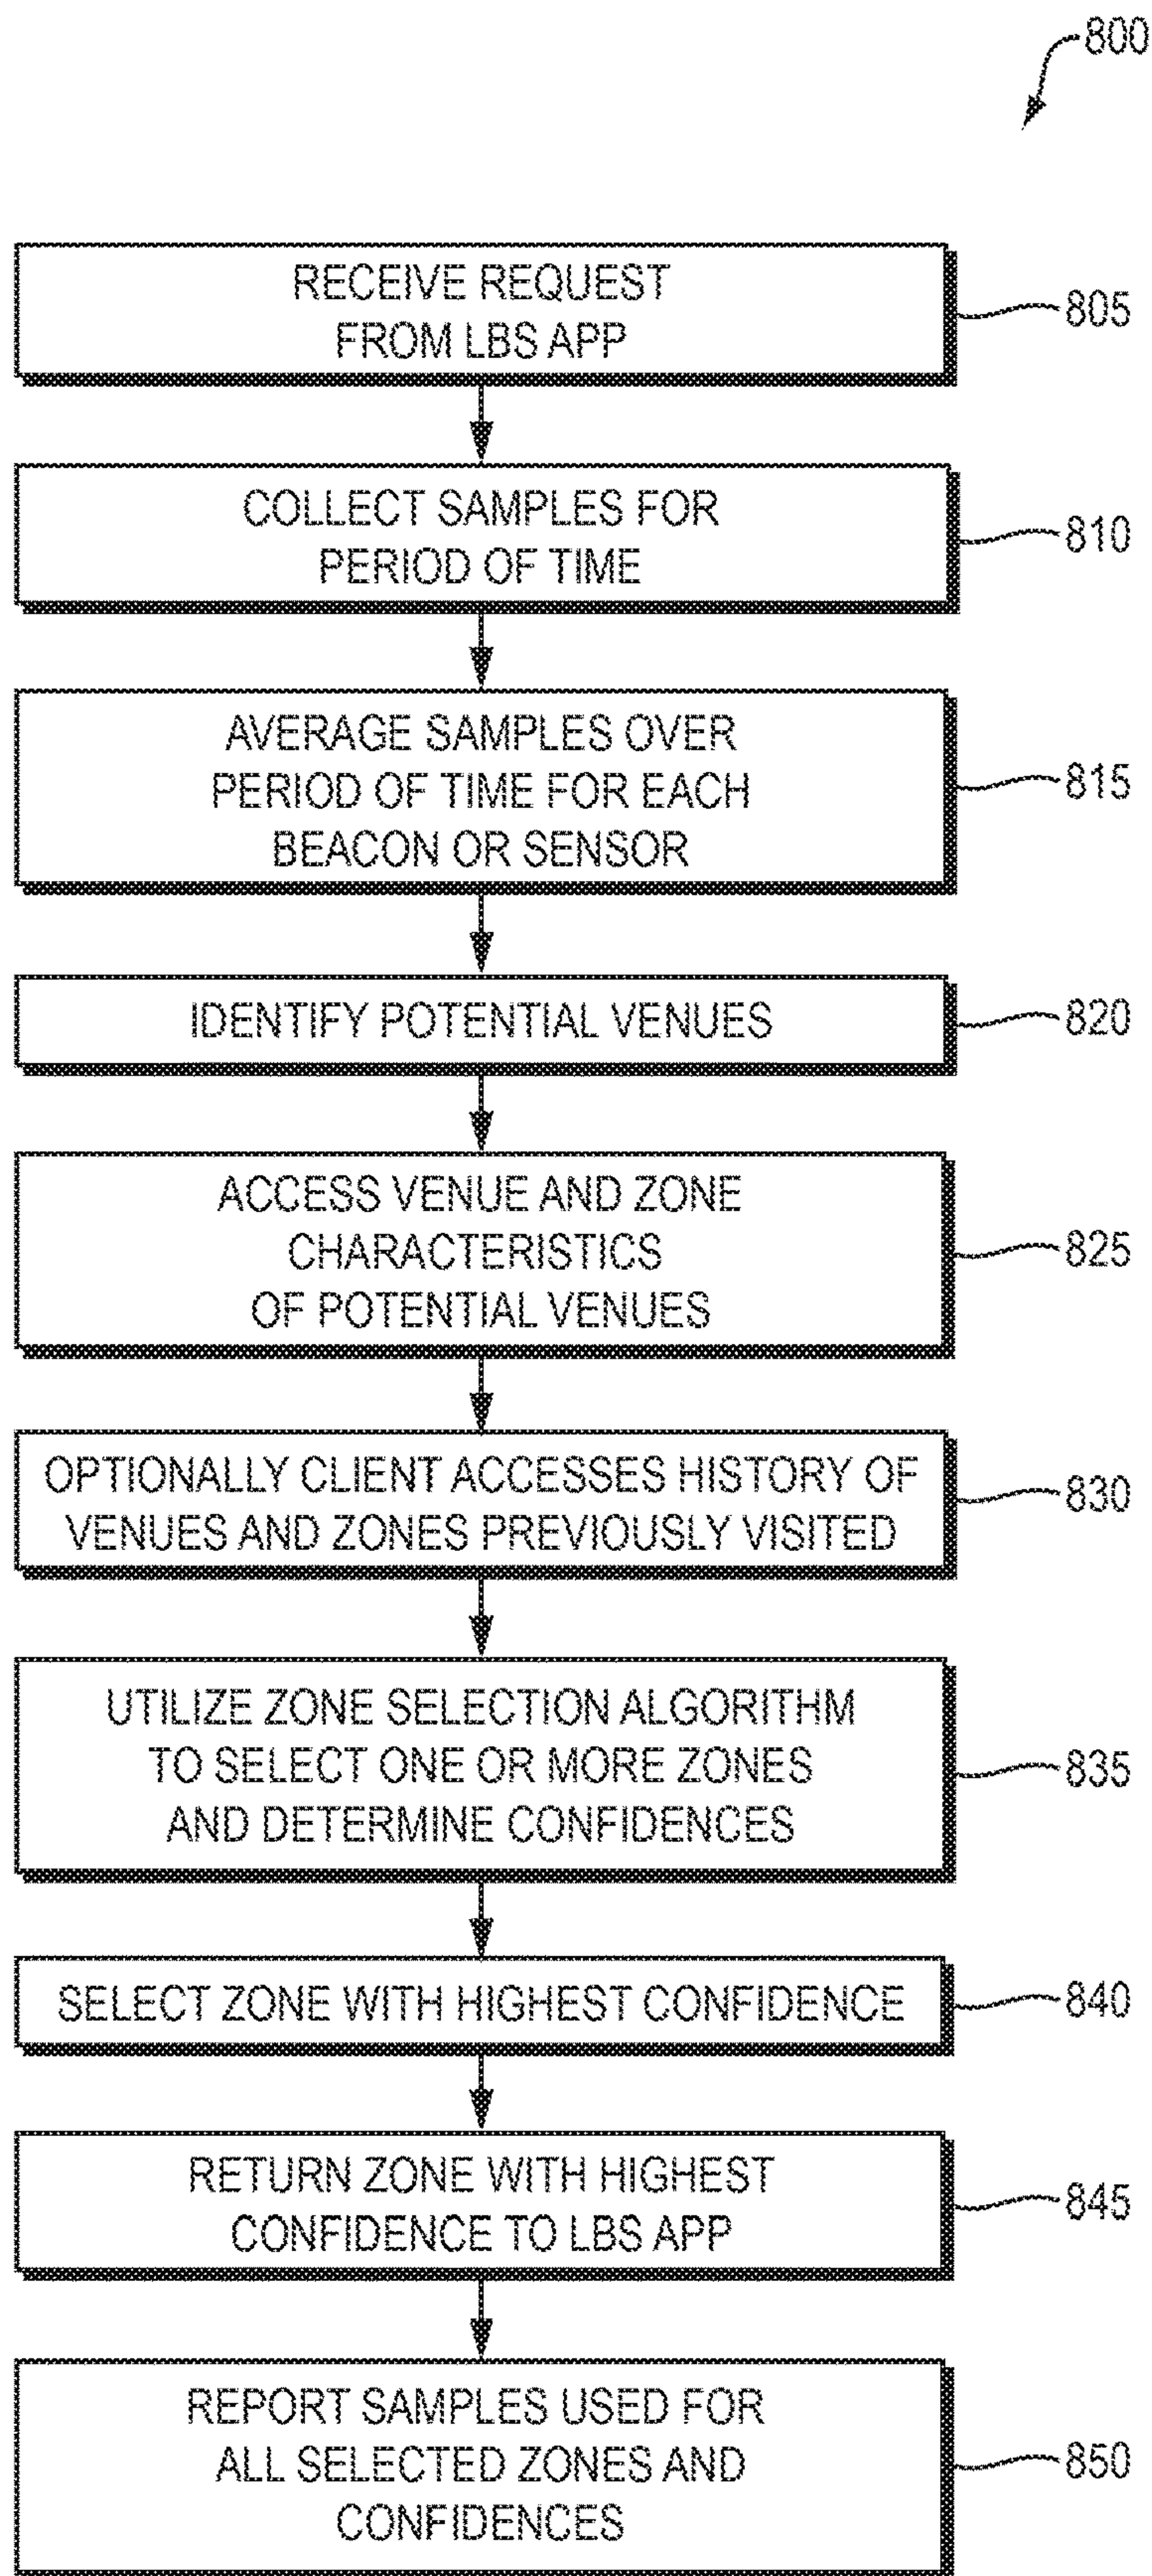 800
RECEIVE REQUEST
FROM LBS APP
805
COLLECT SAMPLES FOR
PERIOD OF TIME
810
AVERAGE SAMPLES OVER
PERIOD OF TIME FOR EACH
BEACON OR SENSOR
815
IDENTIFY POTENTIAL VENUES
820
ACCESS VENUE AND ZONE
CHARACTERISTICS
OF POTENTIAL VENUES
825
OPTIONALLY CLIENT ACCESSES HISTORY OF
VENUES AND ZONES PREVIOUSLY VISITED
830
UTILIZE ZONE SELECTION ALGORITHM
TO SELECT ONE OR MORE ZONES
AND DETERMINE CONFIDENCES
835
SELECT ZONE WITH HIGHEST CONFIDENCE
840
RETURN ZONE WITH HIGHEST
CONFIDENCE TO LBS APP
845
REPORT SAMPLES USED FOR
ALL SELECTED ZONES AND
CONFIDENCES
850